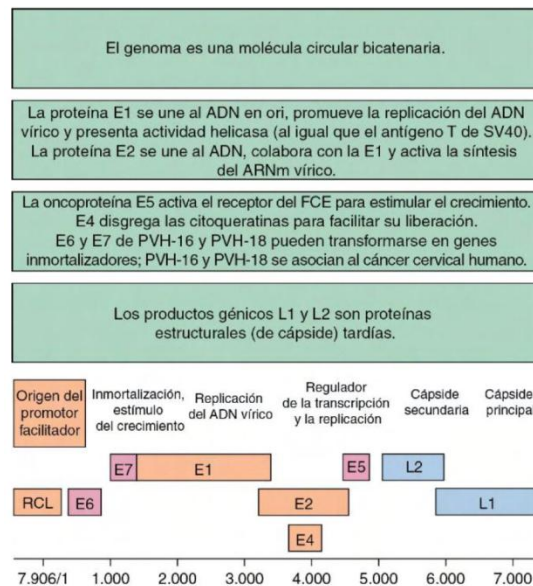 El genoma es una molécula circular bicatenaria.
La proteína E1 se une al ADN en ori, promueve la replicación del ADN
vírico y presenta actividad helicasa (al igual que el antígeno T de SV40).
La proteína E2 se une al ADN, colabora con la E1 y activa la síntesis
del ARNm vírico.
La oncoproteína E5 activa el receptor del FCE para estimular el crecimiento.
E4 disgrega las citoqueratinas para facilitar su liberación.
E6 y E7 de PVH-16 y PVH-18 pueden transformarse en genes
inmortalizadores; PVH-16 y PVH-18 se asocian al cáncer cervical humano.
Los productos génicos L1 y L2 son proteínas
estructurales (de cápside) tardías.
Origen del
promotor
facilitador
Inmortalización,
estímulo
del crecimiento
Replicación
del ADN vírico
Regulador
de la transcripción
y la replicación
Cápside
secundaria
Cápside
principal
E7 E1 E5 L2
RCL E6 E2 L1
E4
7.906/1 1.000 2.000 3.000 4.000 5.000 6.000 7.000